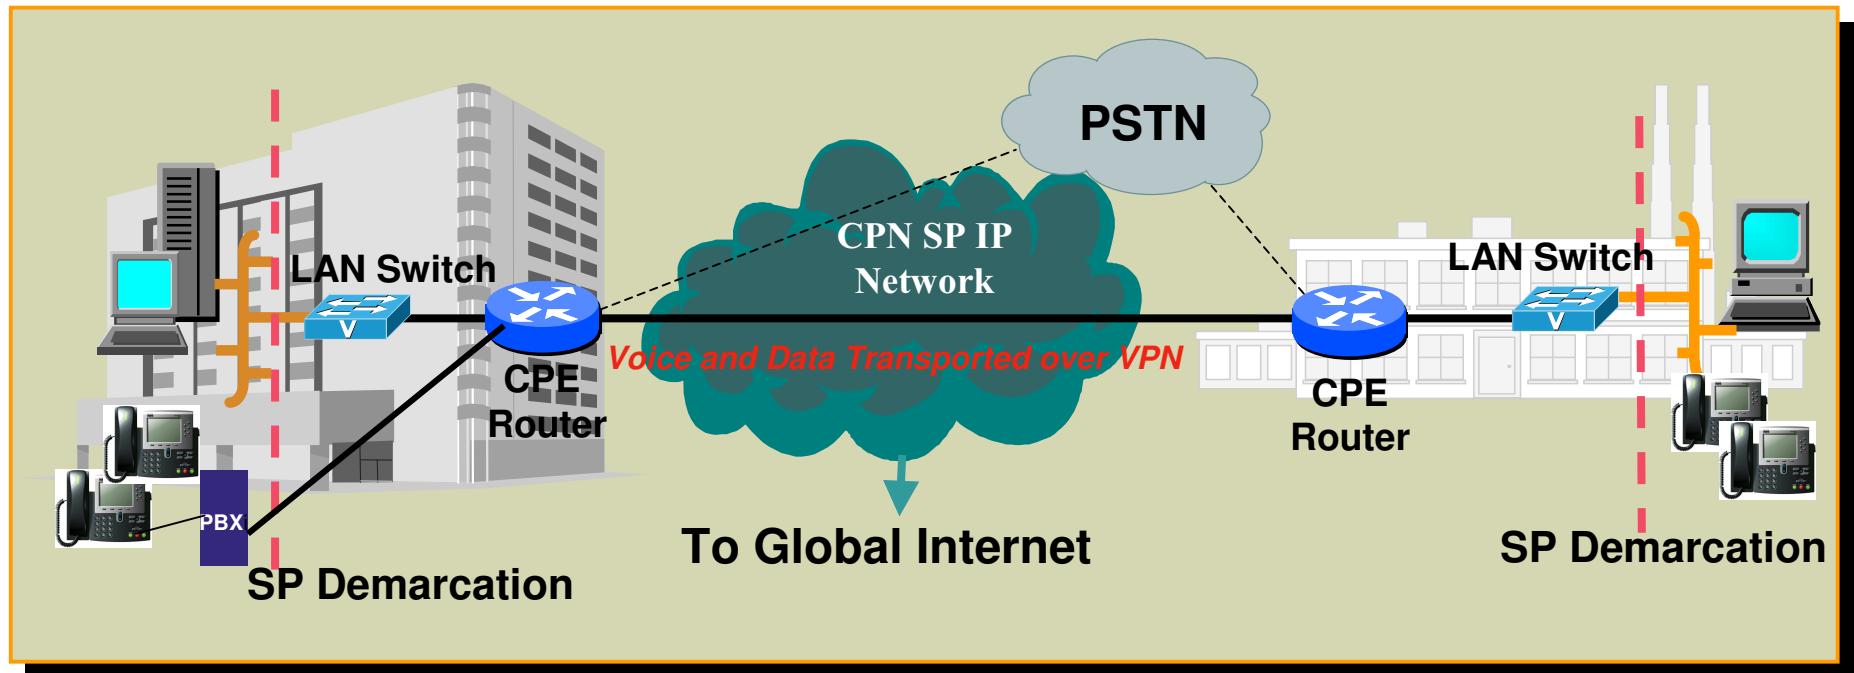 PSTN
CPN SP IP
Network
LAN Switch
LAN Switch
V
V
Voice and Data Transported over VPN
CPE
Router
CPE
Router
PBX
To Global Internet
SP Demarcation
SP Demarcation